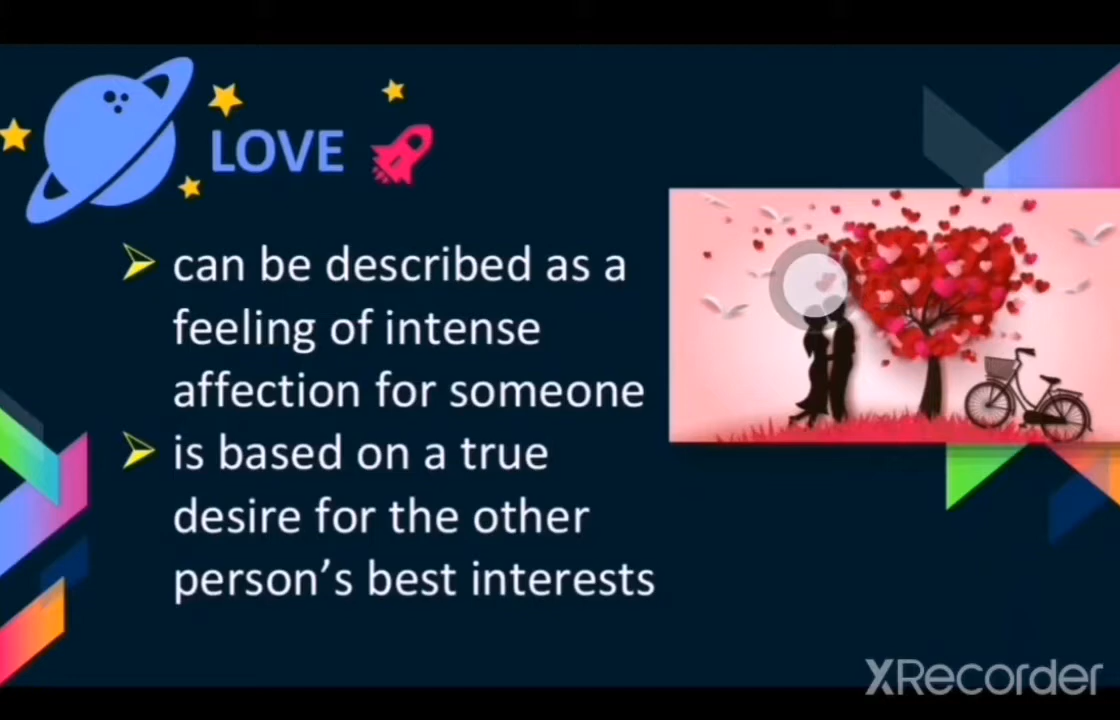 LOVE
can be described as a
feeling of intense
affection for someone
is based on a true
desire for the other
person’s best interests
XRecorder